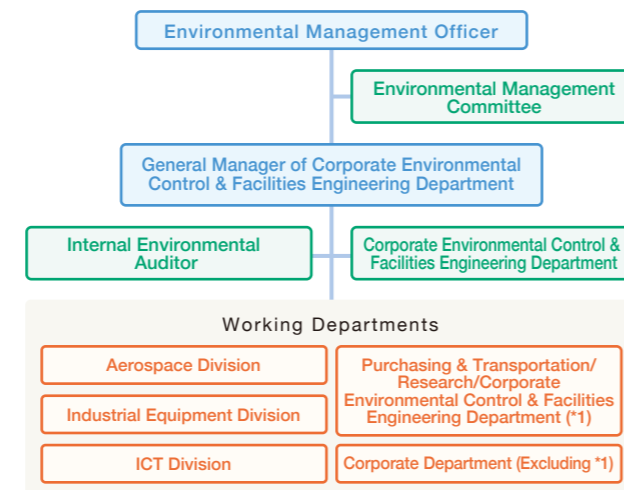 Environmental Management Officer
Environmental Management
Committee
General Manager of Corporate Environmental
Control & Facilities Engineering Department
Internal Environmental
Auditor
Corporate Environmental Control &
Facilities Engineering Department
Working Departments
Aerospace Division
Industrial Equipment Division
ICT Division
Purchasing & Transportation/
Research/Corporate
Environmental Control & Facilities
Engineering Department (*1)
Corporate Department (Excluding *1)